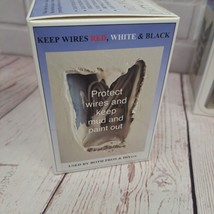 KEEP WIRES RED, WHITE & BLACK
Protect
wires and
keep
mud and
paint out